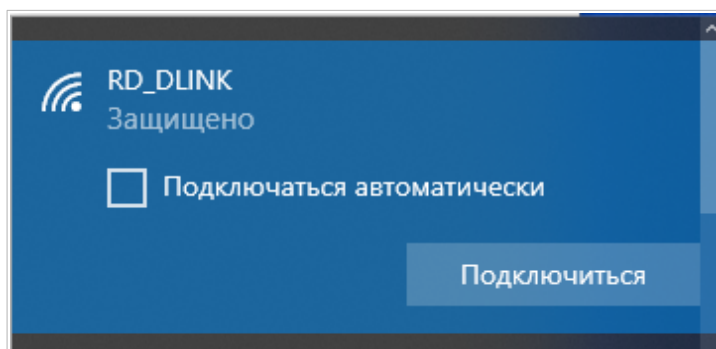 RD_DLINK
Защищено
Подключаться автоматически
Подключиться